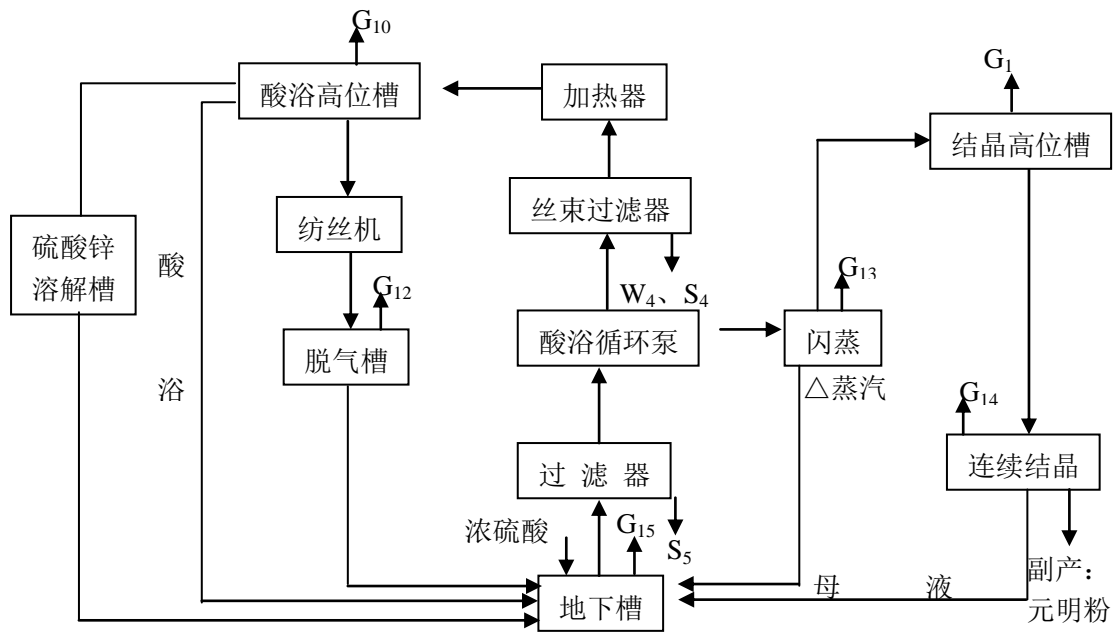 G₁₀
酸浴高位槽
加热器
G₁
结晶高位槽
丝束过滤器
纺丝机
硫酸锌
溶解槽
酸
浴
G₁₂
W₄、S₄
G₁₃
脱气槽
酸浴循环泵
闪蒸
△蒸汽
G₁₄
过 滤 器
连续结晶
浓硫酸
G₁₅
S₅
地下槽
母 液
副产：
元明粉